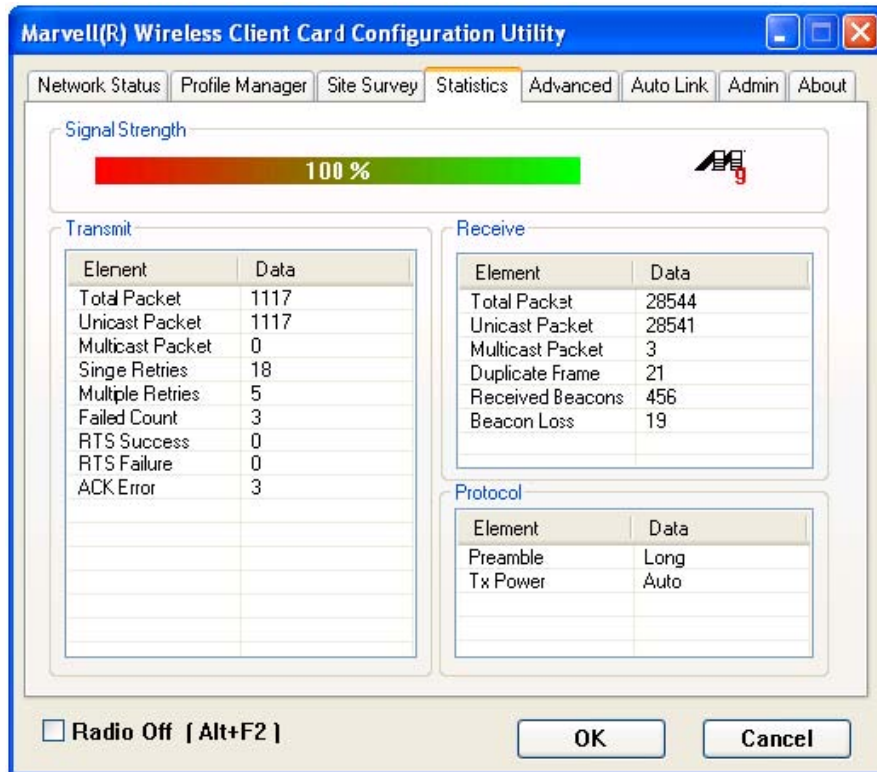 Marvell(R) Wireless Client Card Configuration Utility
Network Status Profile Manager Site Survey Statistics Advanced Auto Link Admin About
Signal Strength
100 %
g
Transmit
Element Data
Total Packet 1117
Unicast Packet 1117
Multicast Packet 0
Singe Retries 18
Multiple Retries 5
Failed Count 3
RTS Success 0
RTS Failure 0
ACK Error 3
Receive
Element Data
Total Packet 28544
Unicast Packet 28541
Multicast Packet 3
Duplicate Frame 21
Received Beacons 456
Beacon Loss 19
Protocol
Element Data
Preamble Long
Tx Power Auto
Radio Off ( Alt+F2 )
OK Cancel